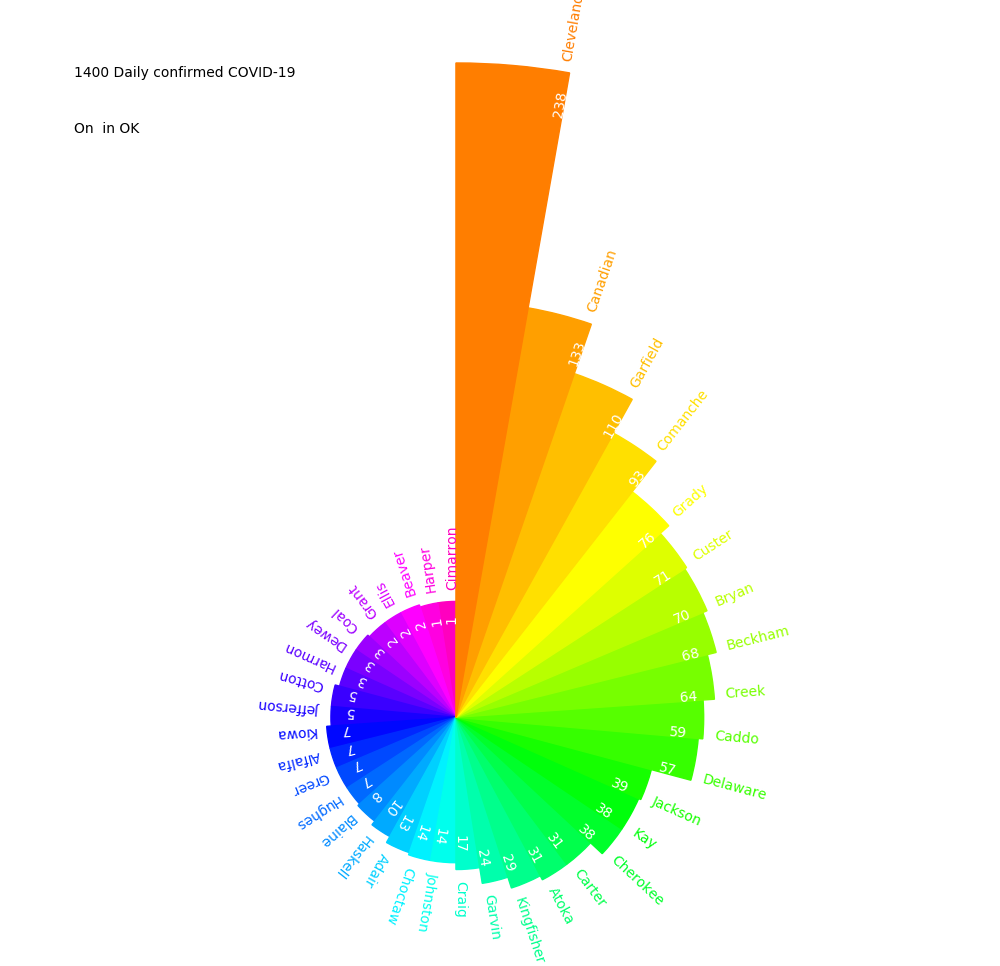 1400 Daily confirmed COVID-19
On  in OK
Cleveland
238
Canadian
133
Garfield
110
Comanche
93
Grady
76
Custer
71
Bryan
70
Beckham
68
Creek
64
Caddo
59
Delaware
57
Jackson
39
Kay
38
Cherokee
38
Carter
31
Atoka
31
Kingfisher
29
Garvin
24
Craig
17
Johnston
14
Choctaw
14
Adair
13
Haskell
10
Blaine
8
Hughes
7
Greer
7
Alfalfa
7
Kiowa
7
Jefferson
5
Cotton
5
Harmon
3
Dewey
3
Coal
3
Grant
2
Ellis
2
Beaver
2
Harper
1
Cimarron
1